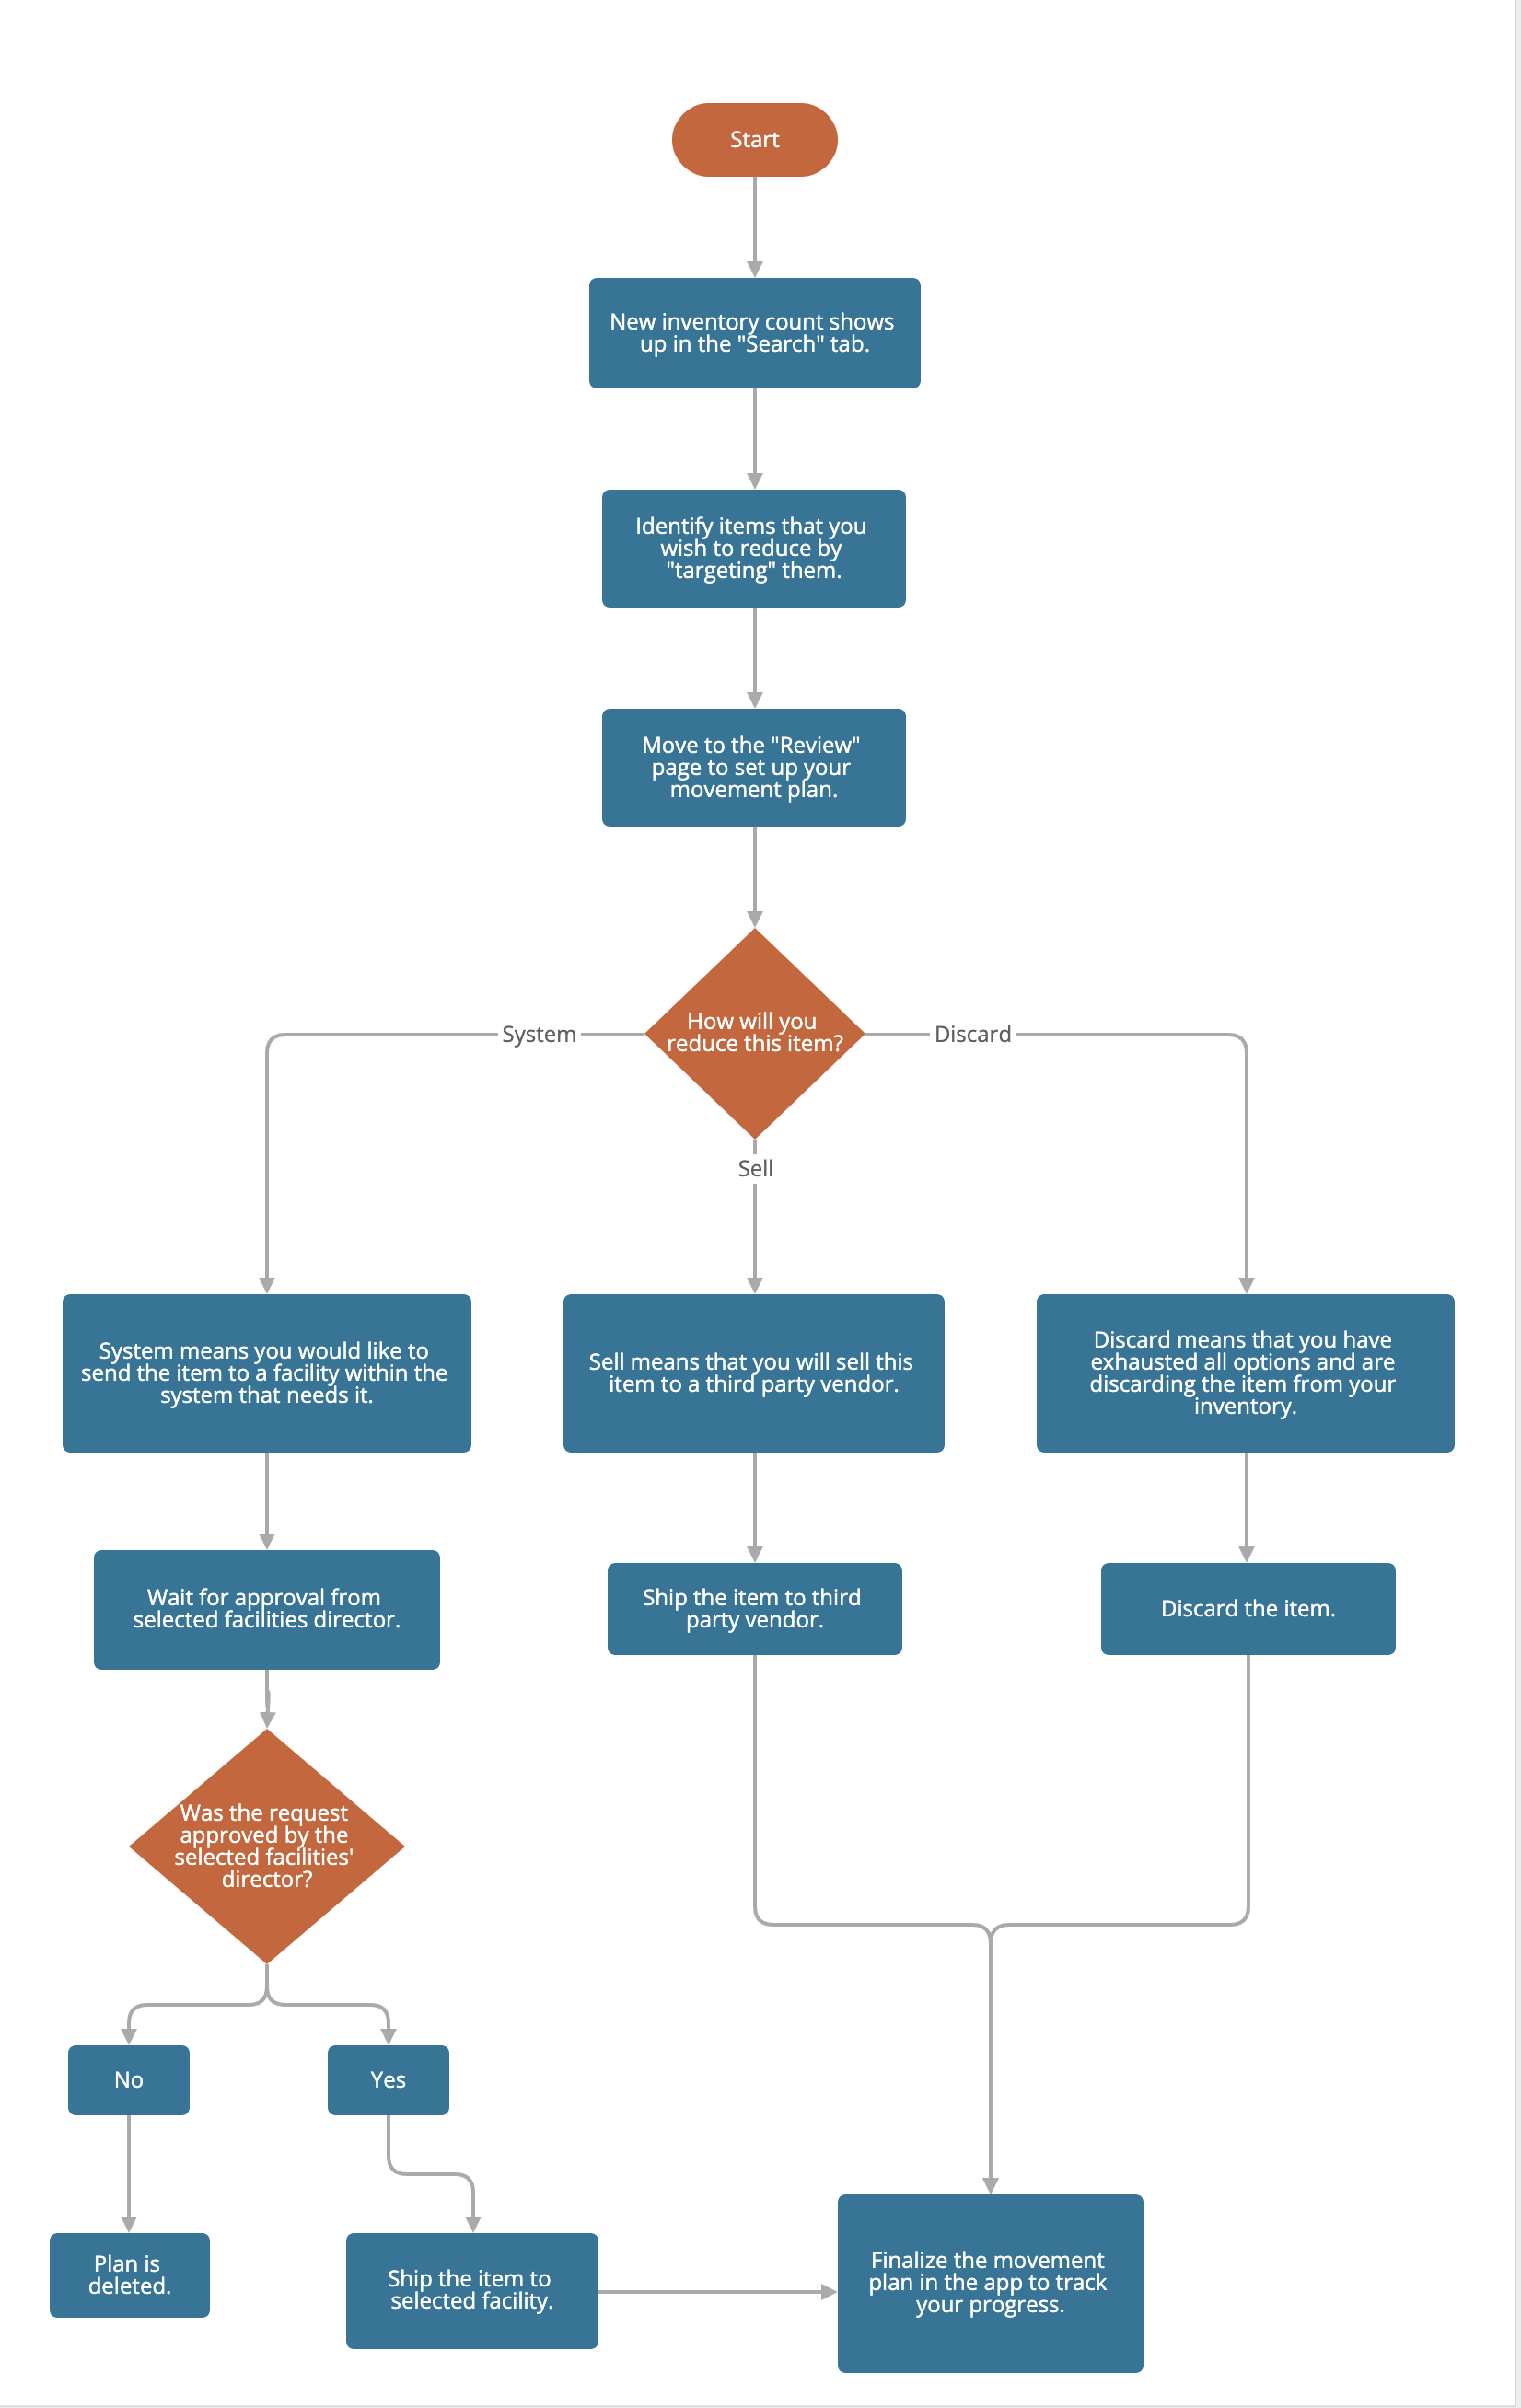 Start
New inventory count shows
up in the "Search" tab.
Identify items that you
wish to reduce by
"targeting" them.
Move to the "Review"
page to set up your
movement plan.
How will you
reduce this item?
System
Discard
Sell
System means you would like to
send the item to a facility within the
system that needs it.
Sell means that you will sell this
item to a third party vendor.
Discard means that you have
exhausted all options and are
discarding the item from your
inventory.
Wait for approval from
selected facilities director.
Ship the item to third
party vendor.
Discard the item.
Was the request
approved by the
selected facilities'
director?
No
Yes
Plan is
deleted.
Ship the item to
selected facility.
Finalize the movement
plan in the app to track
your progress.